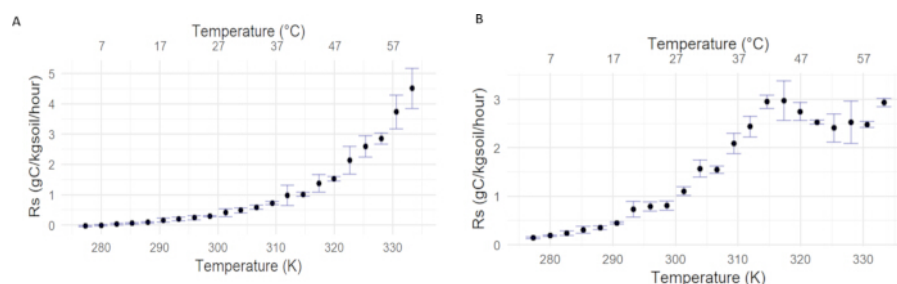 A
Temperature (°C)
7 17 27 37 47 57
5
4
3
2
1
0
Rs (gC/kgsoil/hour)
280 290 300 310 320 330
Temperature (K)
B
Temperature (°C)
7 17 27 37 47 57
3
2
1
0
Rs (gC/kgsoil/hour)
280 290 300 310 320 330
Temperature (K)